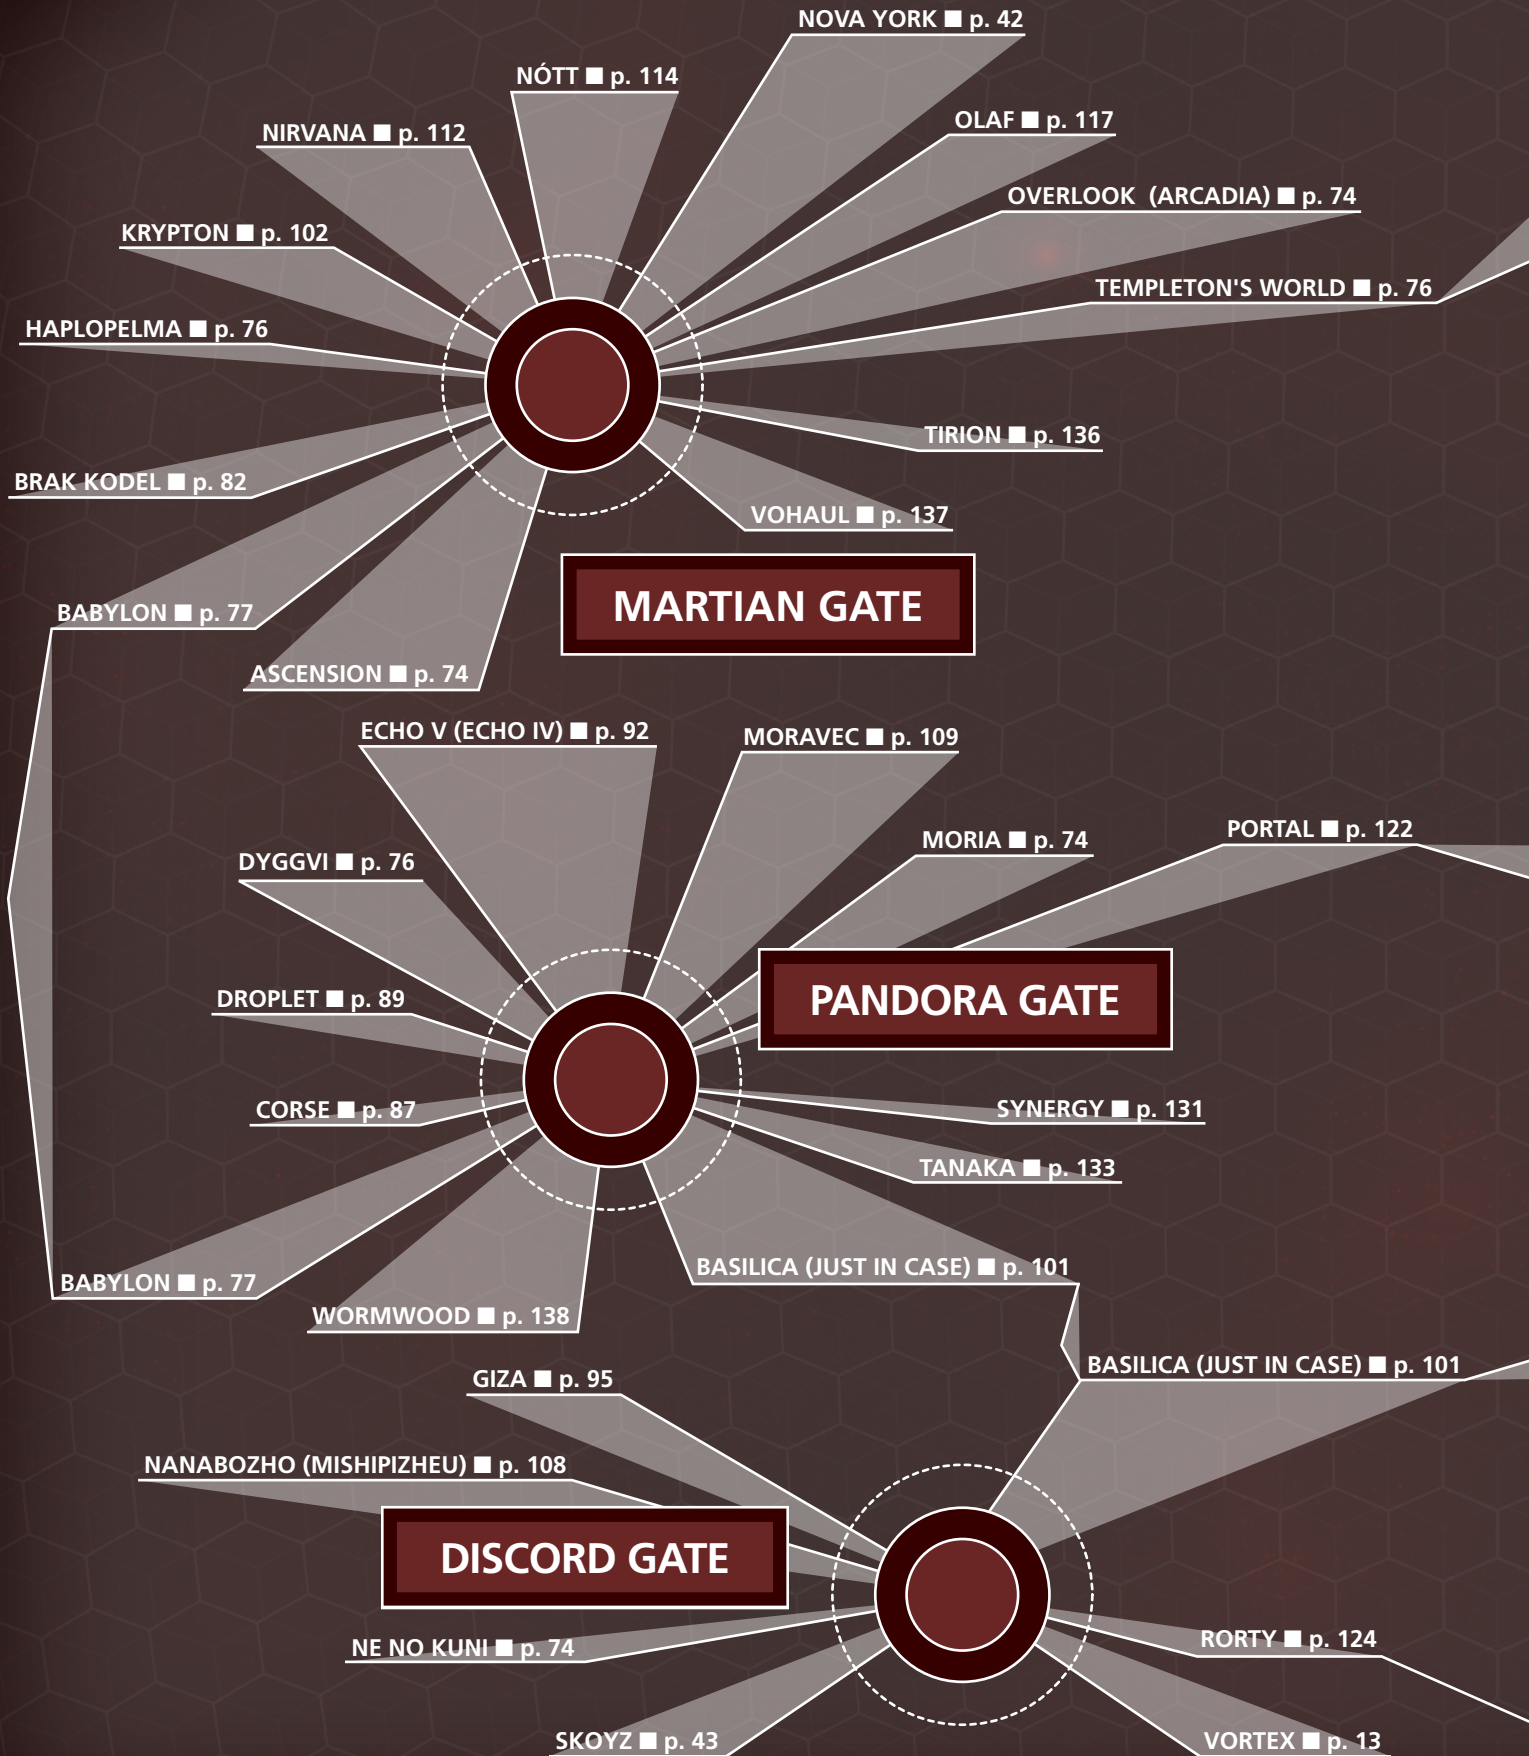 NOVA YORK ■ p. 42
NÓTT ■ p. 114
OLAF ■ p. 117
NIRVANA ■ p. 112
OVERLOOK (ARCADIA) ■ p. 74
KRYPTON ■ p. 102
TEMPLETON'S WORLD ■ p. 76
HAPLOPELMA ■ p. 76
TIRION ■ p. 136
BRAK KODEL ■ p. 82
VOHAUL ■ p. 137
MARTIAN GATE
BABYLON ■ p. 77
ASCENSION ■ p. 74
ECHO V (ECHO IV) ■ p. 92
MORAVEC ■ p. 109
PORTAL ■ p. 122
MORIA ■ p. 74
DYGGVI ■ p. 76
PANDORA GATE
DROPLET ■ p. 89
CORSE ■ p. 87
SYNERGY ■ p. 131
TANAKA ■ p. 133
BASILICA (JUST IN CASE) ■ p. 101
BABYLON ■ p. 77
WORMWOOD ■ p. 138
BASILICA (JUST IN CASE) ■ p. 101
GIZA ■ p. 95
NANABOZHO (MISHIPIZHEU) ■ p. 108
DISCORD GATE
NE NO KUNI ■ p. 74
RORTY ■ p. 124
SKOYZ ■ p. 43
VORTEX ■ p. 13